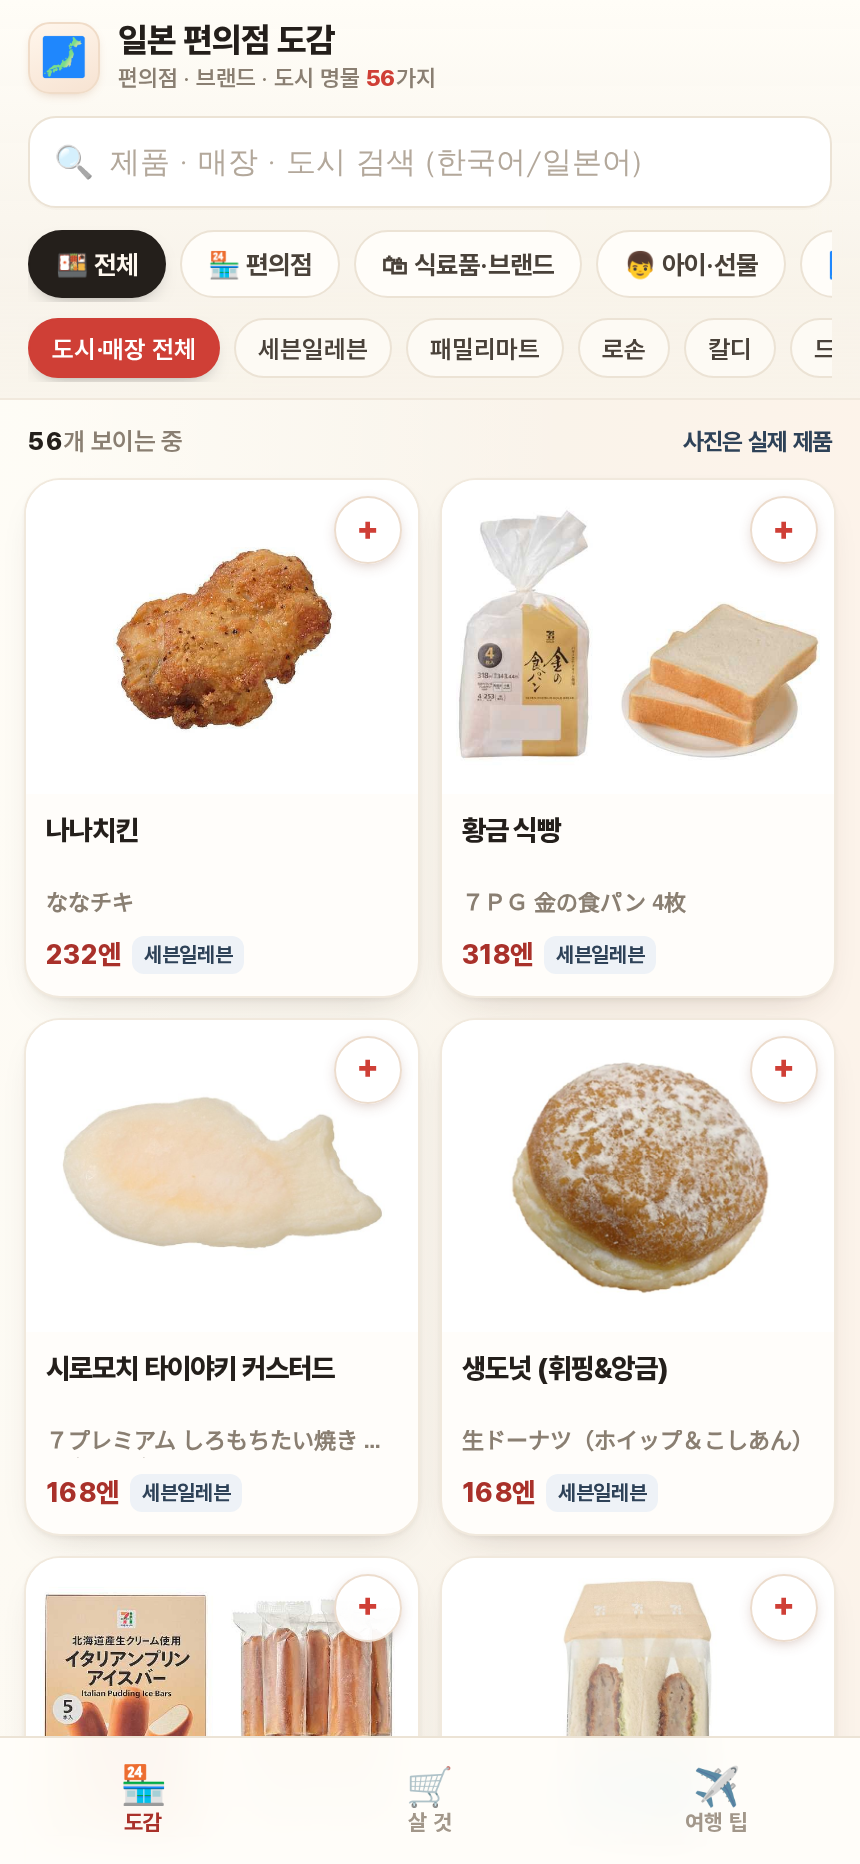 일본 편의점 도감
편의점 · 브랜드 · 도시 명물 56가지
제품 · 매장 · 도시 검색 (한국어/일본어)
전체
편의점
식료품·브랜드
아이·선물
도시·매장 전체
세븐일레븐
패밀리마트
로손
칼디
드
56개 보이는 중
사진은 실제 제품
4
金の食パン
나나치킨
ななチキ
232엔 세븐일레븐
황금 식빵
７ＰＧ 金の食パン 4枚
318엔 세븐일레븐
시로모치 타이야키 커스터드
７プレミアム しろもちたい焼き ...
168엔 세븐일레븐
생도넛 (휘핑&앙금)
生ドーナツ（ホイップ＆こしあん）
168엔 세븐일레븐
北海道産生クリーム使用
イタリアンプリン
アイスバー
Italian Pudding Ice Bars
5
本入
도감
살 것
여행 팁